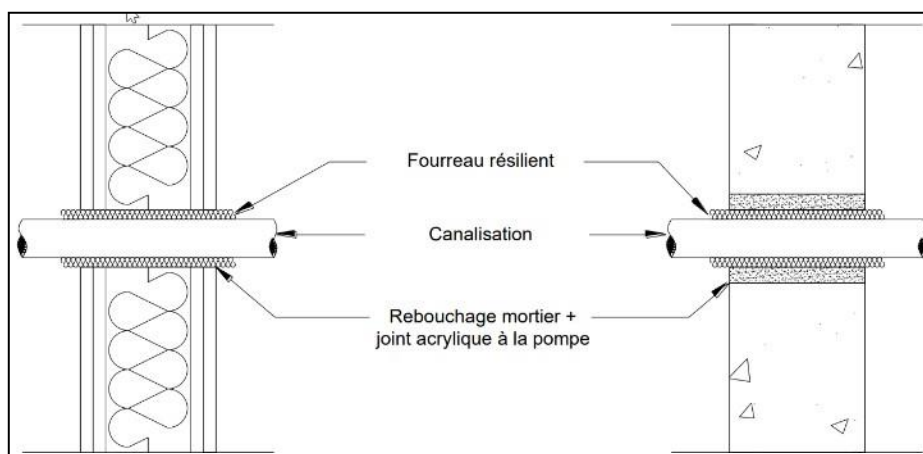 Fourreau résilient
Canalisation
Rebouchage mortier +
joint acrylique à la pompe